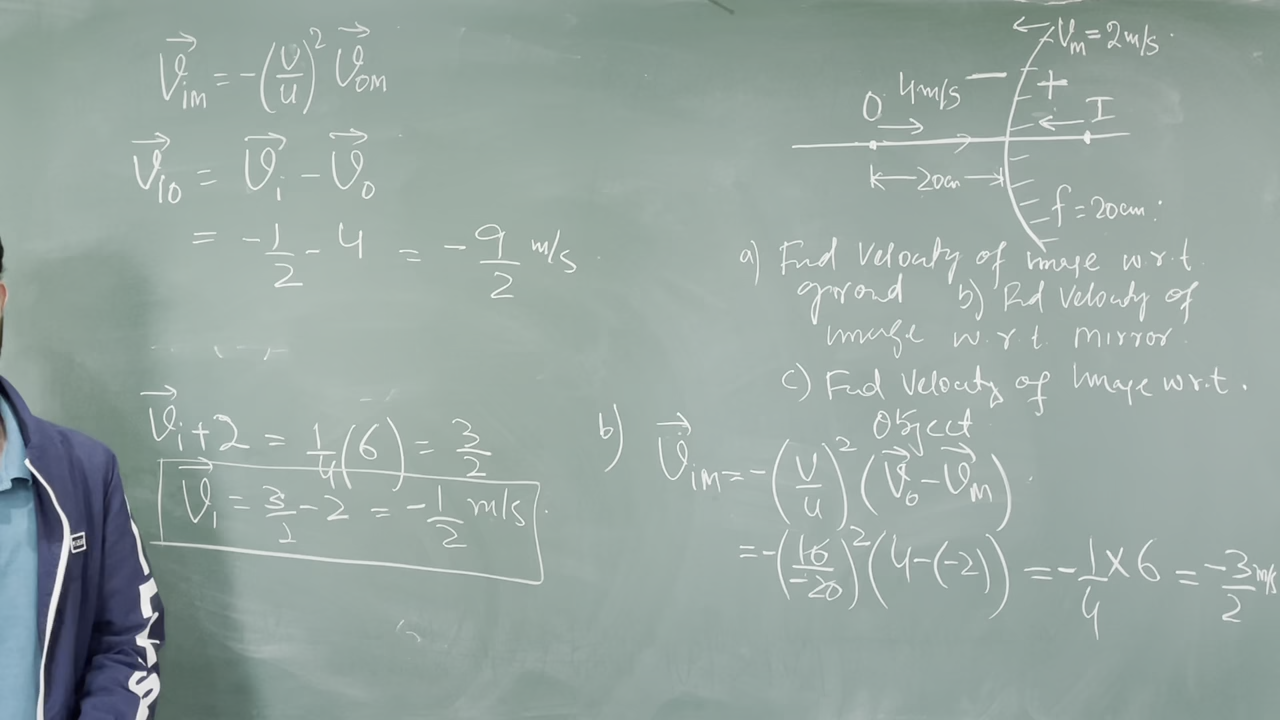 V⃗im = -(v/u)² V⃗om
V⃗IO = V⃗i - V⃗o
= -1/2 - 4 = -9/2 m/s
V⃗i + 2 = 1/4(6) = 3/2
V⃗i = 3/2 - 2 = -1/2 m/s.
Vm = 2m/s.
4m/s - +
O I
20cm
f = 20cm.
a) Find Velocity of image w.r.t.
ground b) Find Velocity of
image w.r.t. mirror.
c) Find Velocity of Image w.r.t.
Object
b) V⃗im = -(v/u)² (V⃗o - V⃗m)
= -(10/-20)² (4-(-2)) = -1/4 × 6 = -3/2 m/s